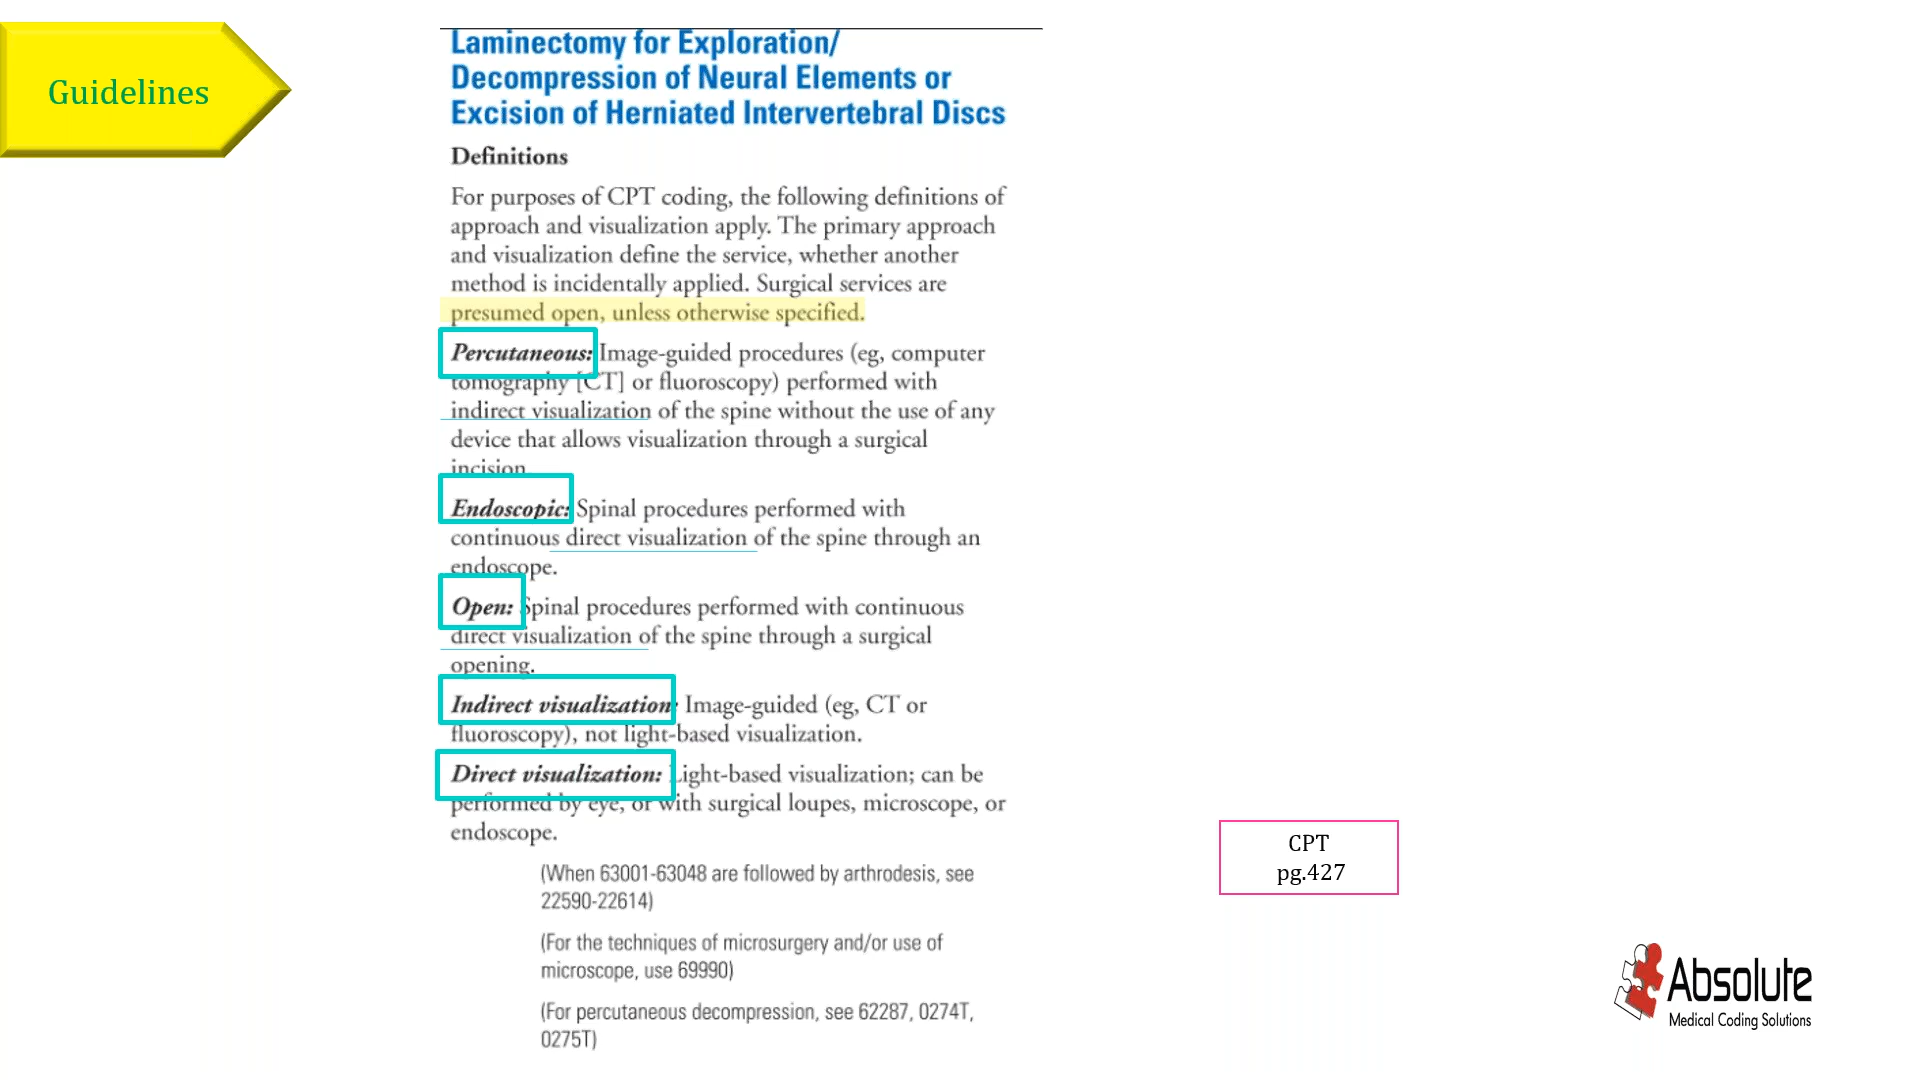 Guidelines
Laminectomy for Exploration/
Decompression of Neural Elements or
Excision of Herniated Intervertebral Discs
Definitions
For purposes of CPT coding, the following definitions of
approach and visualization apply. The primary approach
and visualization define the service, whether another
method is incidentally applied. Surgical services are
presumed open, unless otherwise specified.
Percutaneous: Image-guided procedures (eg, computer
tomography [CT] or fluoroscopy) performed with
indirect visualization of the spine without the use of any
device that allows visualization through a surgical
incision.
Endoscopic: Spinal procedures performed with
continuous direct visualization of the spine through an
endoscope.
Open: Spinal procedures performed with continuous
direct visualization of the spine through a surgical
opening.
Indirect visualization: Image-guided (eg, CT or
fluoroscopy), not light-based visualization.
Direct visualization: Light-based visualization; can be
performed by eye, or with surgical loupes, microscope, or
endoscope.
(When 63001-63048 are followed by arthrodesis, see
22590-22614)
(For the techniques of microsurgery and/or use of
microscope, use 69990)
(For percutaneous decompression, see 62287, 0274T,
0275T)
CPT
pg.427
Absolute
Medical Coding Solutions